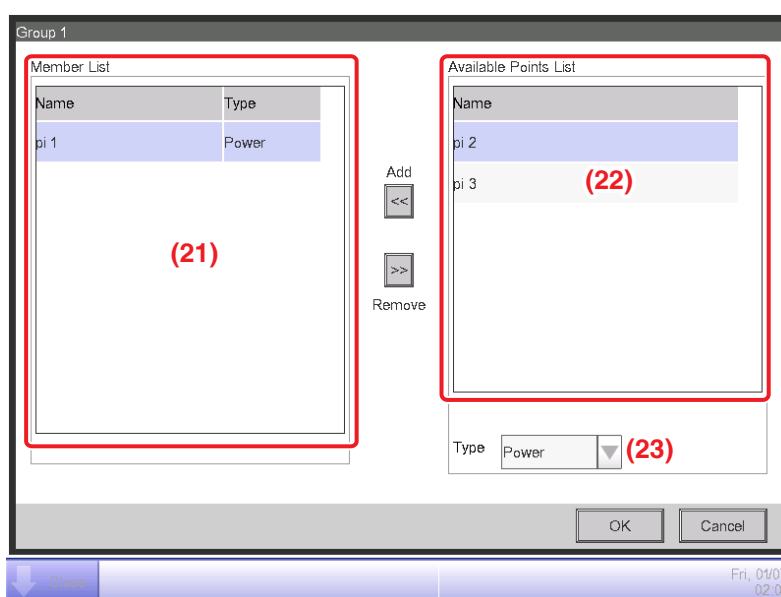 Group 1
Member List
Name Type
pi 1 Power
(21)
Add
<<
>>
Remove
Available Points List
Name
pi 2
pi 3
(22)
Type Power (23)
OK Cancel
Close
Fri, 01/0
02:0